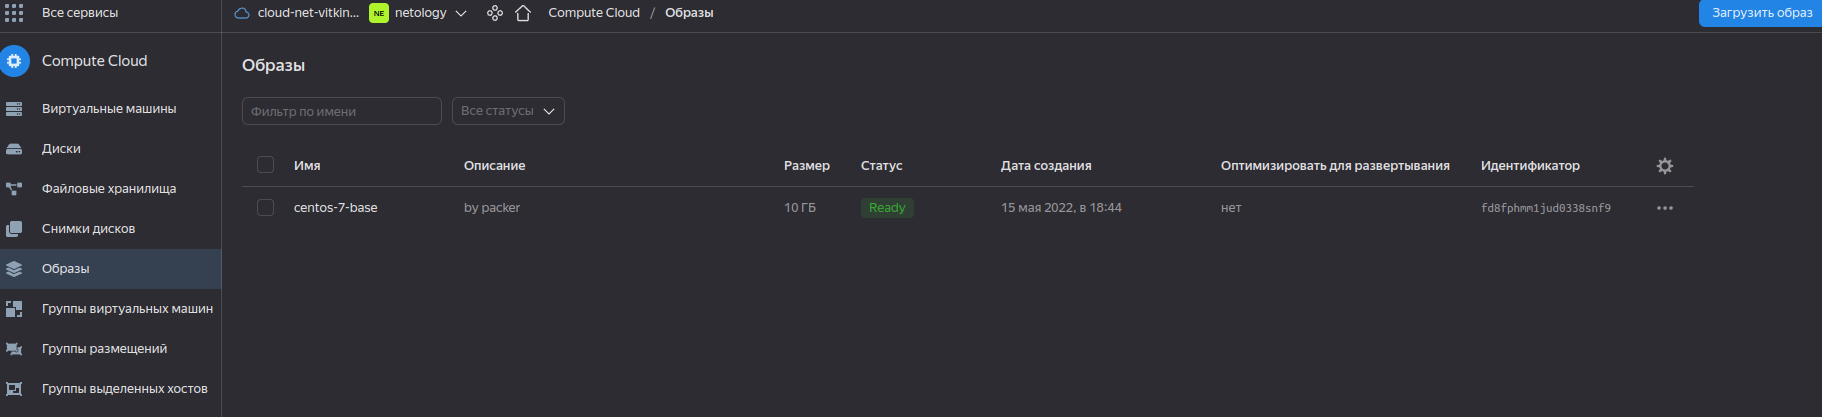 Все сервисы
cloud-net-vitkin... NE netology Compute Cloud / Образы Загрузить образ
Compute Cloud
Виртуальные машины
Диски
Файловые хранилища
Снимки дисков
Образы
Группы виртуальных машин
Группы размещений
Группы выделенных хостов
Образы
Фильтр по имени Все статусы
Имя Описание Размер Статус Дата создания Оптимизировать для развертывания Идентификатор
centos-7-base by packer 10 ГБ Ready 15 мая 2022, в 18:44 нет fd8fphmm1jud0338snf9